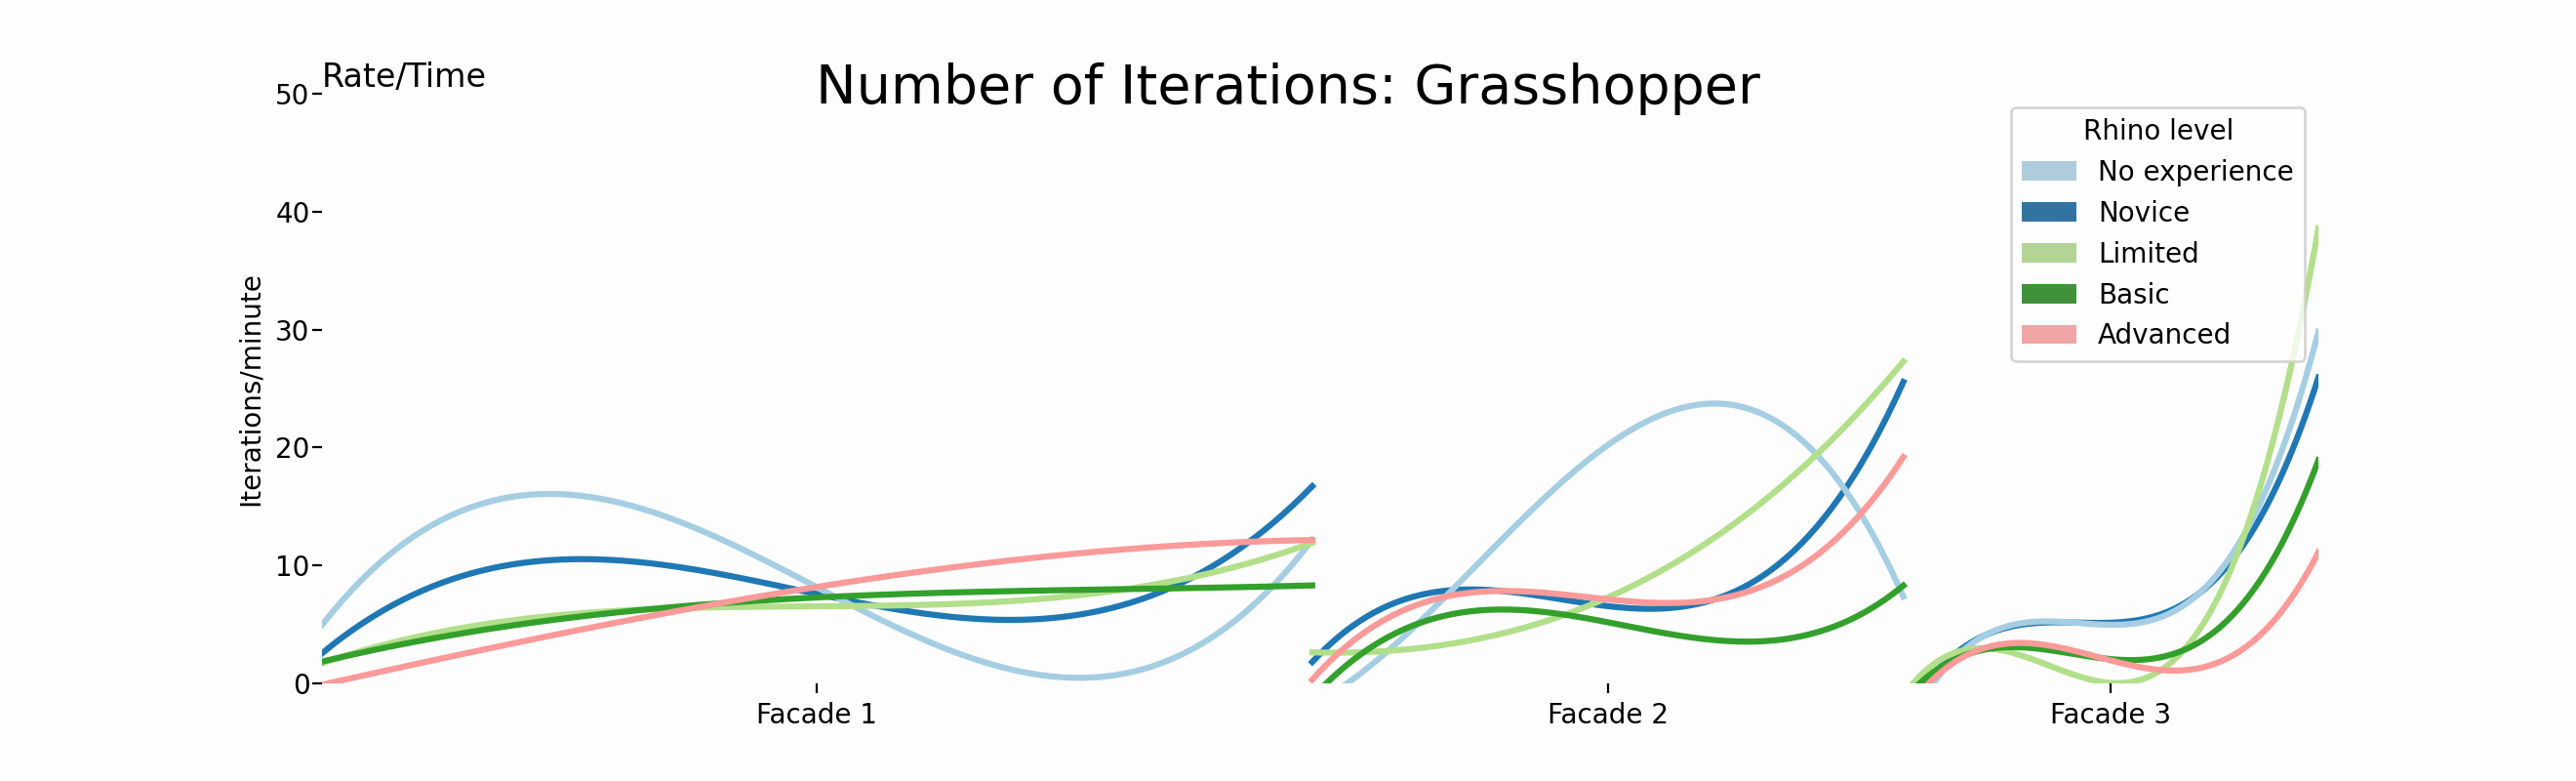 Rate/Time
Number of Iterations: Grasshopper
50
40
30
20
10
0
Iterations/minute
Rhino level
No experience
Novice
Limited
Basic
Advanced
Facade 1
Facade 2
Facade 3